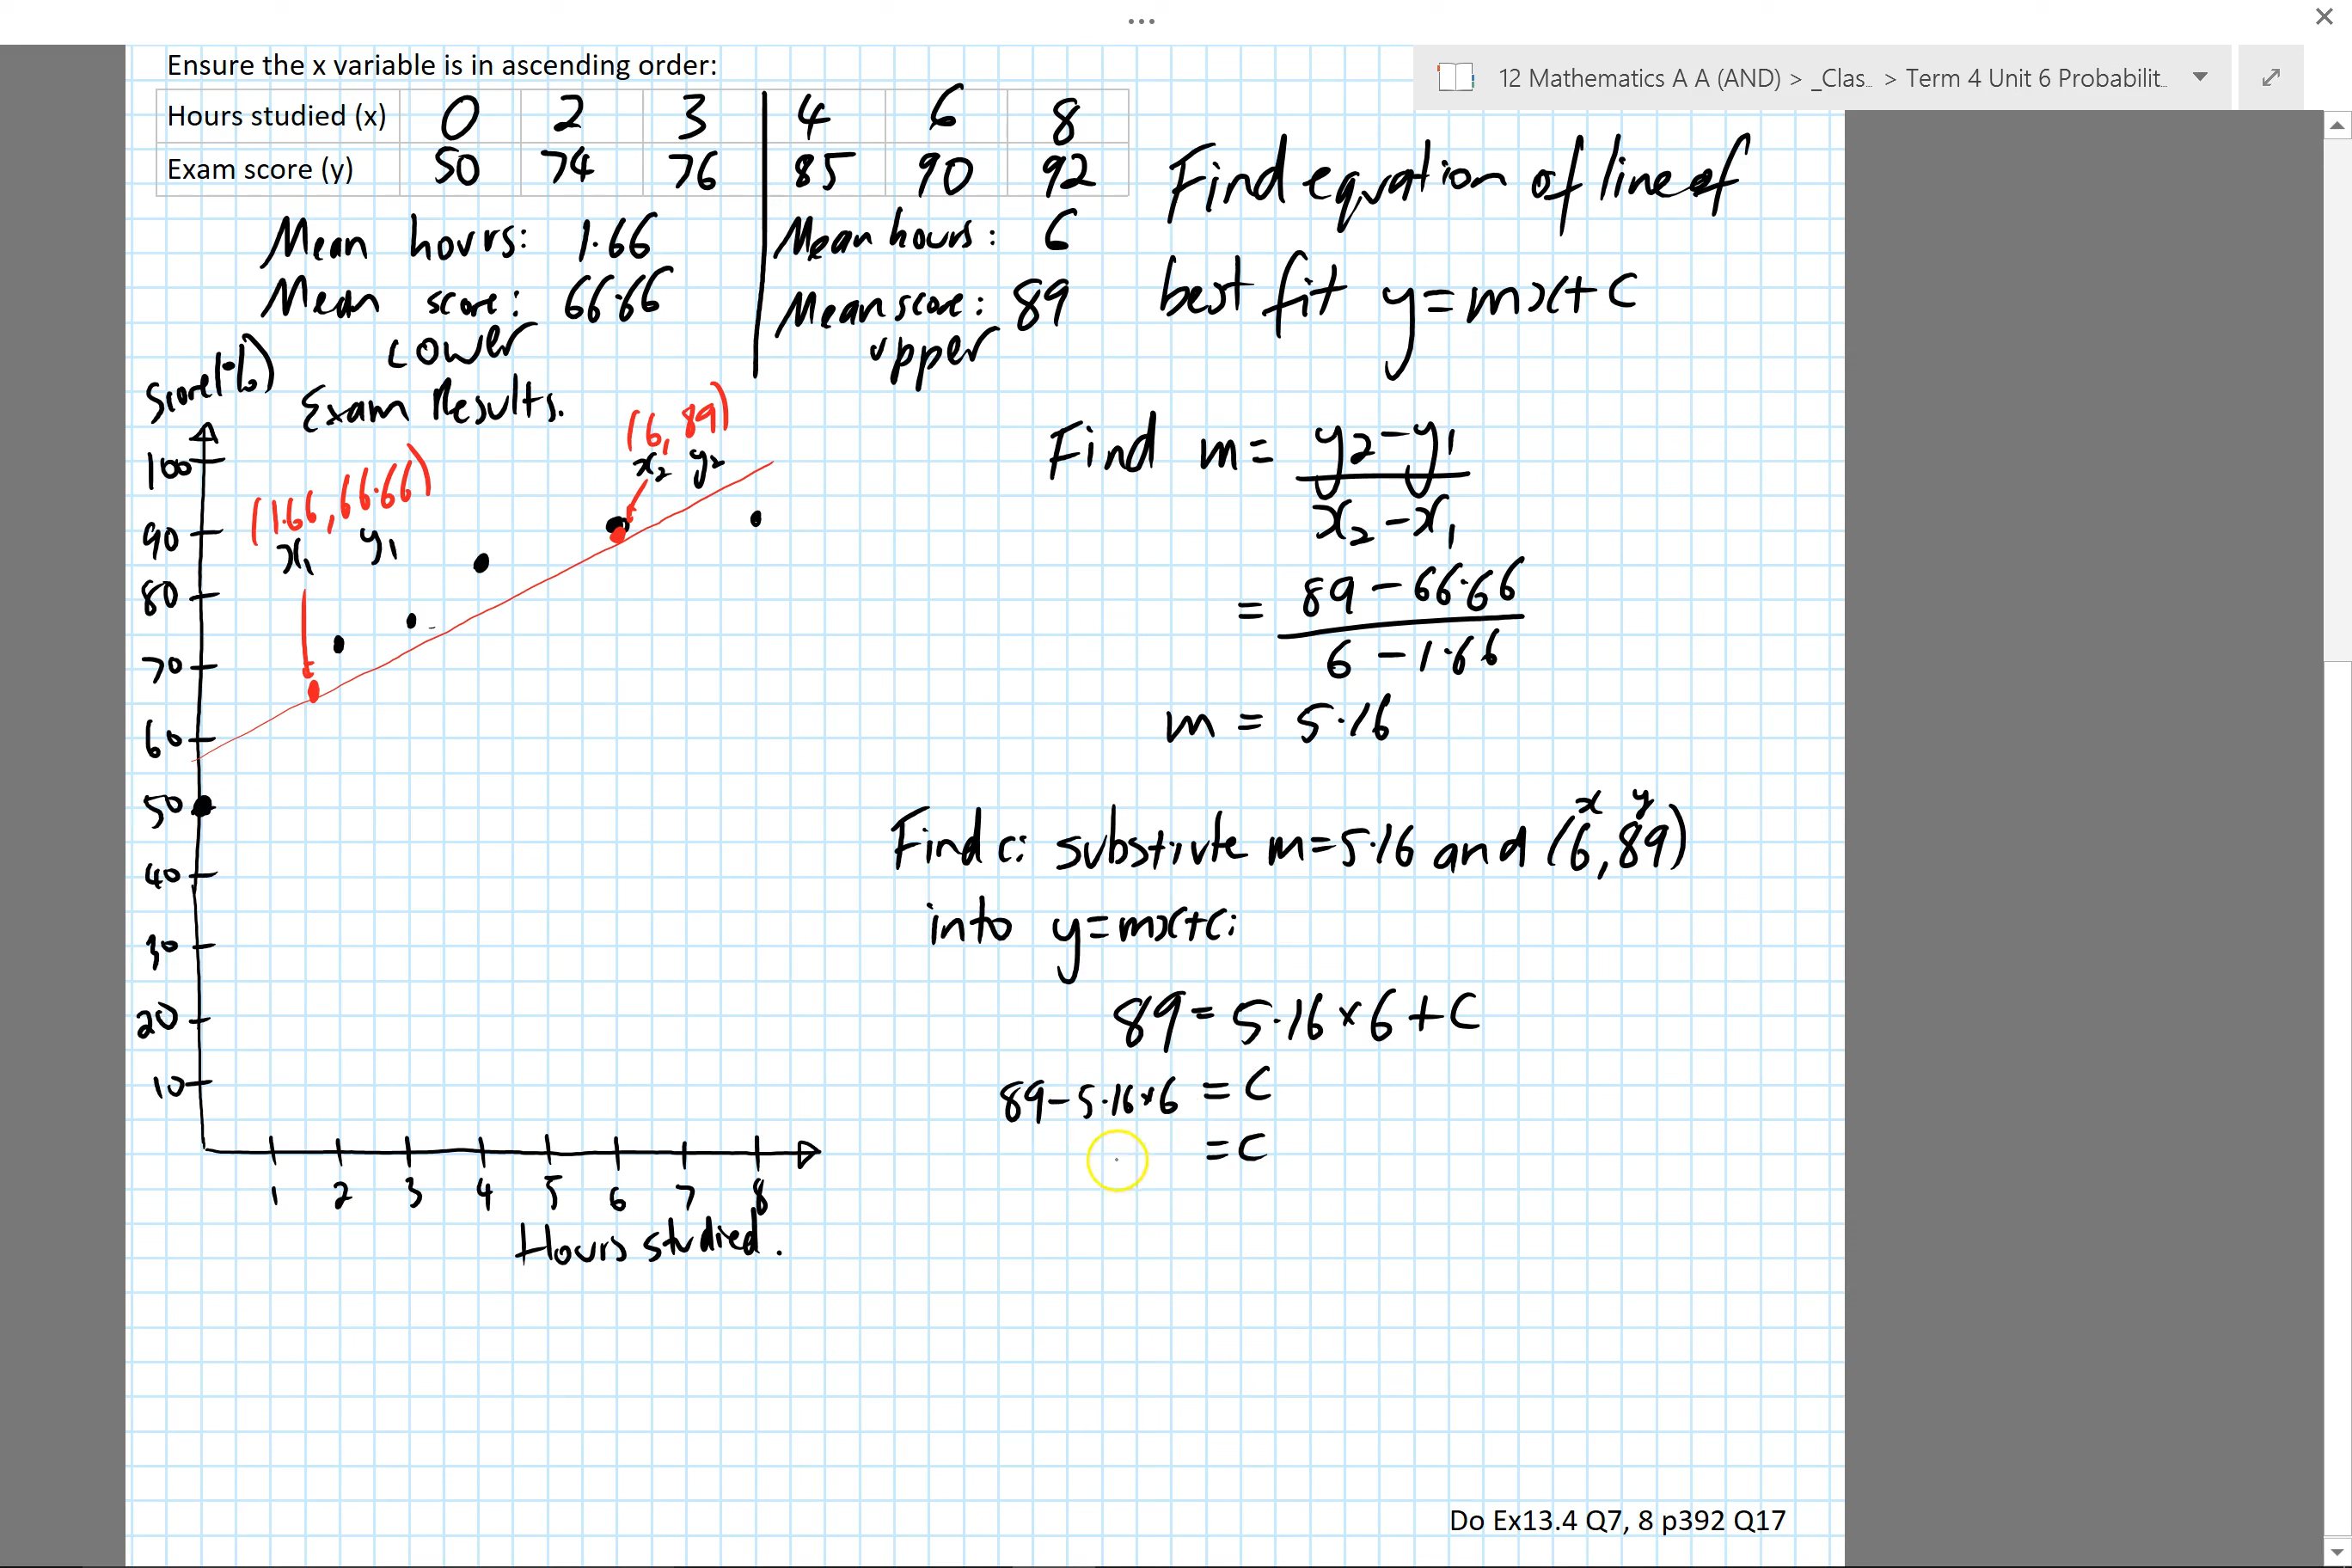 12 Mathematics A A (AND) > _Clas... > Term 4 Unit 6 Probabilit...
Ensure the x variable is in ascending order:
Hours studied (x) 0 2 3 4 6 8
Exam score (y) 50 74 76 85 90 92
Mean hours: 1.66
Mean score: 66.66
Lower
Mean hours: 6
Mean score: 89
upper
Find equation of line of
best fit y=mx+c
Score(%)
Exam Results.
(1.66, 66.66)
x₁ y₁
(6, 89)
x₂ y²
100
90
80
70
60
50
40
30
20
10
1 2 3 4 5 6 7 8
Hours studied.
Find m = y₂-y₁
x₂-x₁
= 89 - 66.66
6 - 1.66
m = 5.16
x y
Find c: substitute m=5.16 and (6, 89)
into y=mx+c:
89 = 5.16×6+C
89-5.16×6 = C
= C
Do Ex13.4 Q7, 8 p392 Q17